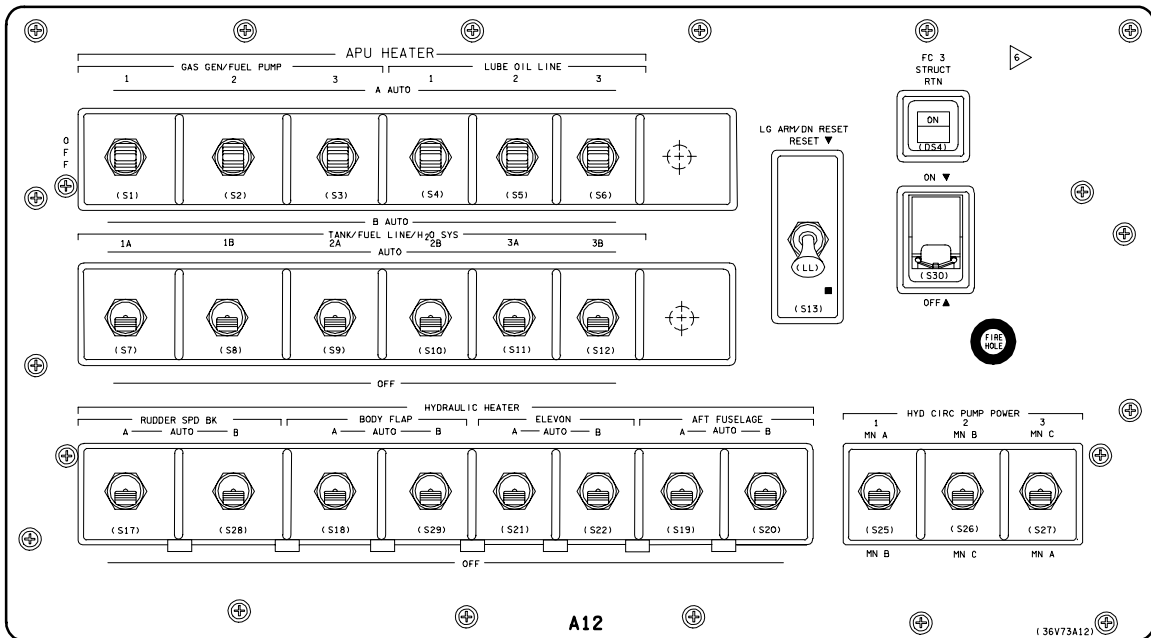 APU HEATER
GAS GEN/FUEL PUMP LUBE OIL LINE
1 2 3 1 2 3
A AUTO
OFF
(S1) (S2) (S3) (S4) (S5) (S6)
B AUTO
TANK/FUEL LINE/H₂O SYS
1A 1B 2A 2B 3A 3B
AUTO
(S7) (S8) (S9) (S10) (S11) (S12)
OFF
LG ARM/DN RESET
RESET ▼
(LL)
(S13)
FC 3
STRUCT
RTN
6
ON
(DS4)
ON ▼
(S30)
OFF ▲
FIRE
HOLE
HYDRAULIC HEATER
RUDDER SPD BK BODY FLAP ELEVON AFT FUSELAGE
A AUTO B A AUTO B A AUTO B A AUTO B
(S17) (S28) (S18) (S29) (S21) (S22) (S19) (S20)
OFF
HYD CIRC PUMP POWER
1 2 3
MN A MN B MN C
(S25) (S26) (S27)
MN B MN C MN A
A12
(36V73A12)